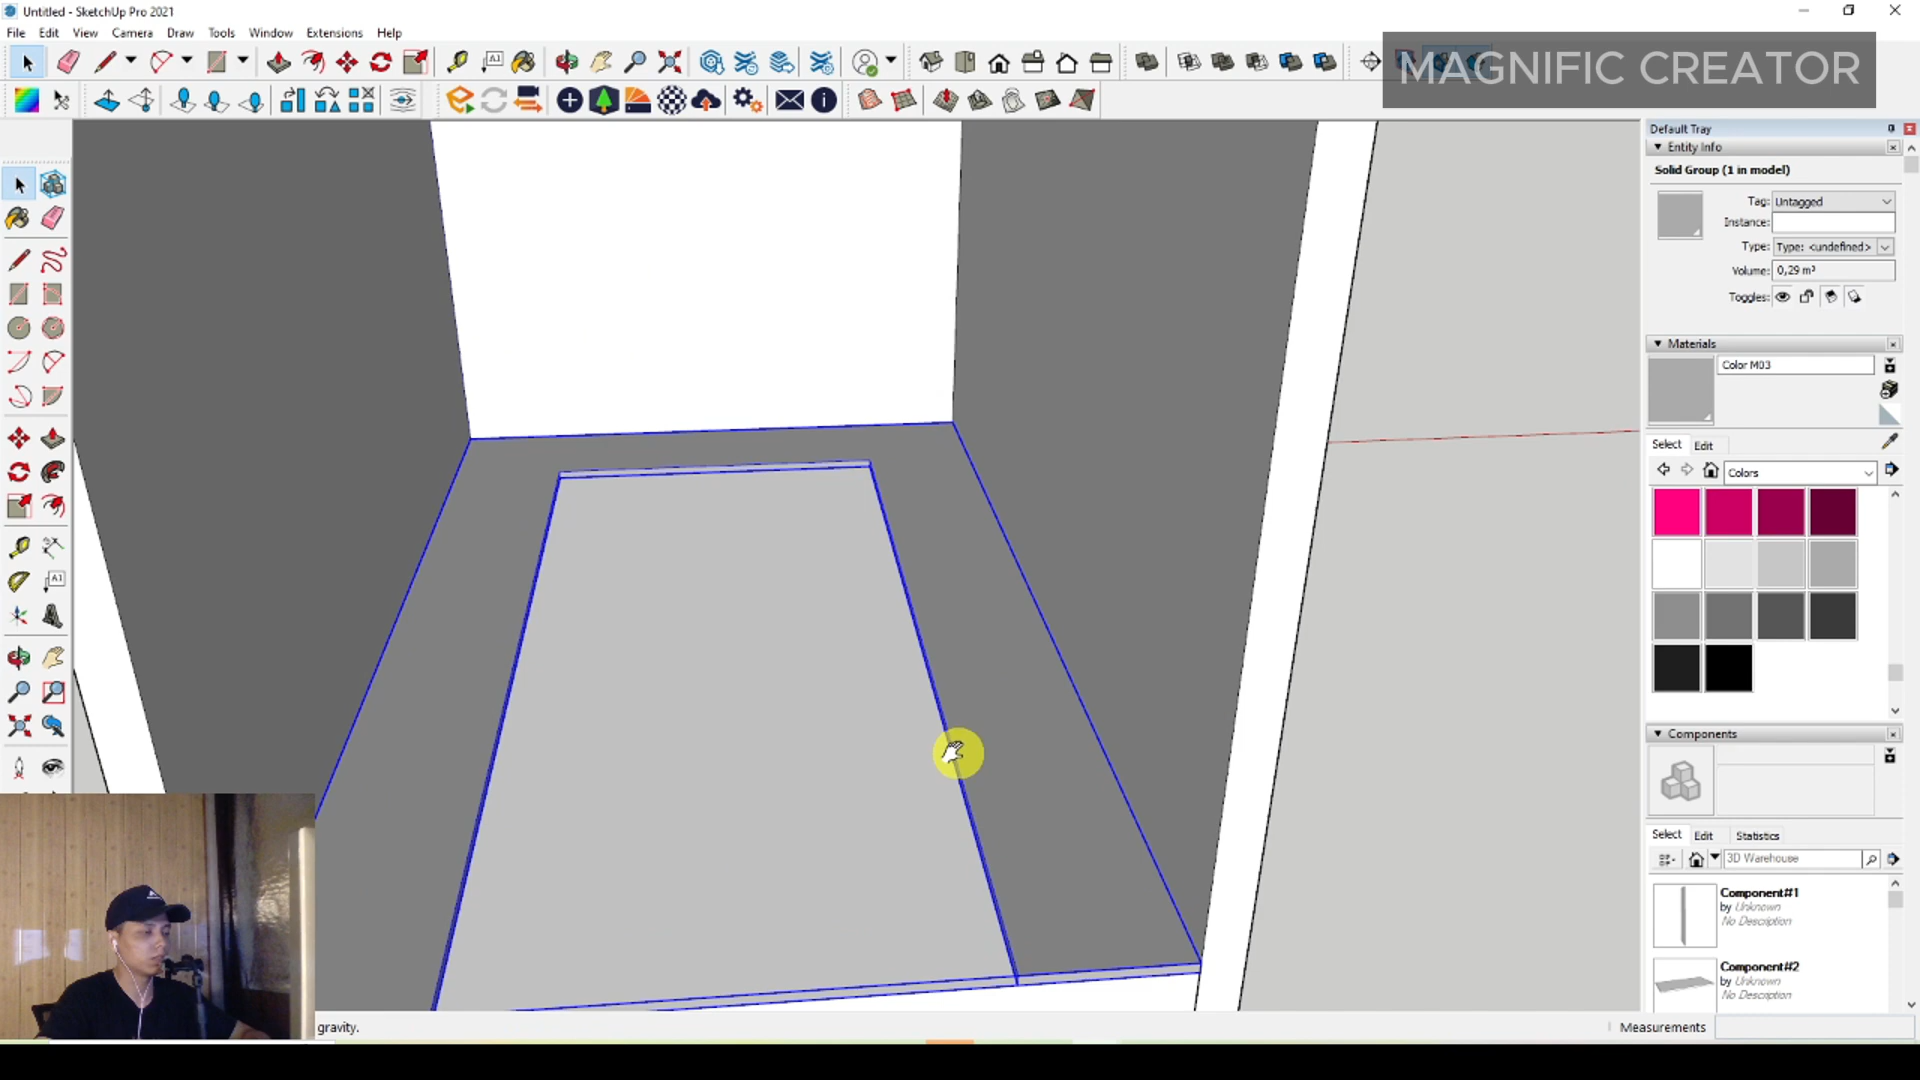 Untitled - SketchUp Pro 2021
File Edit View Camera Draw Tools Window Extensions Help
MAGNIFIC CREATOR
Default Tray
Entity Info
Solid Group (1 in model)
Tag: Untagged
Instance:
Type: Type: <undefined>
Volume: 0,29 m³
Toggles:
Materials
Color M03
Select Edit
Colors
Components
Select Edit Statistics
3D Warehouse
Component#1
by Unknown
No Description
Component#2
by Unknown
No Description
gravity.
Measurements